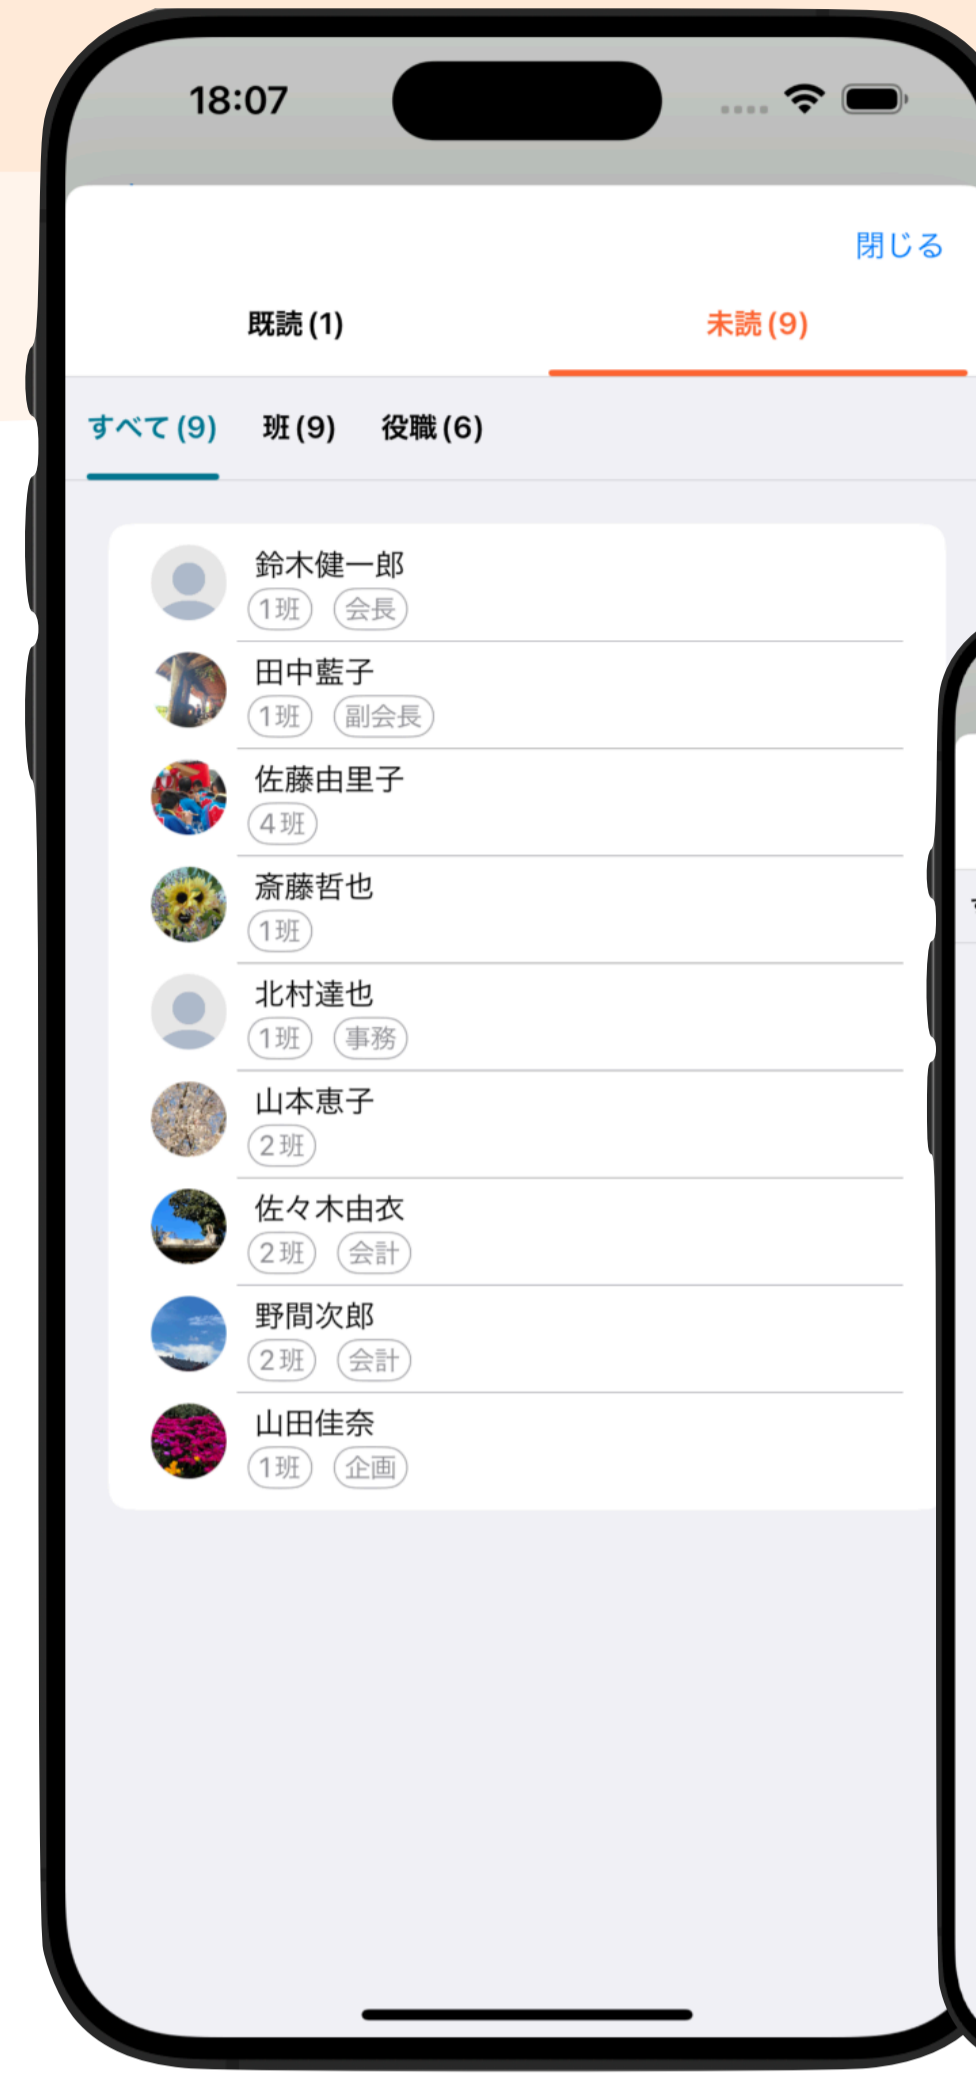 18:07
閉じる
既読(1) 未読(9)
すべて(9) 班(9) 役職(6)
鈴木健一郎
1班 会長
田中藍子
1班 副会長
佐藤由里子
4班
斎藤哲也
1班
北村達也
1班 事務
山本恵子
2班
佐々木由衣
2班 会計
野間次郎
2班 会計
山田佳奈
1班 企画